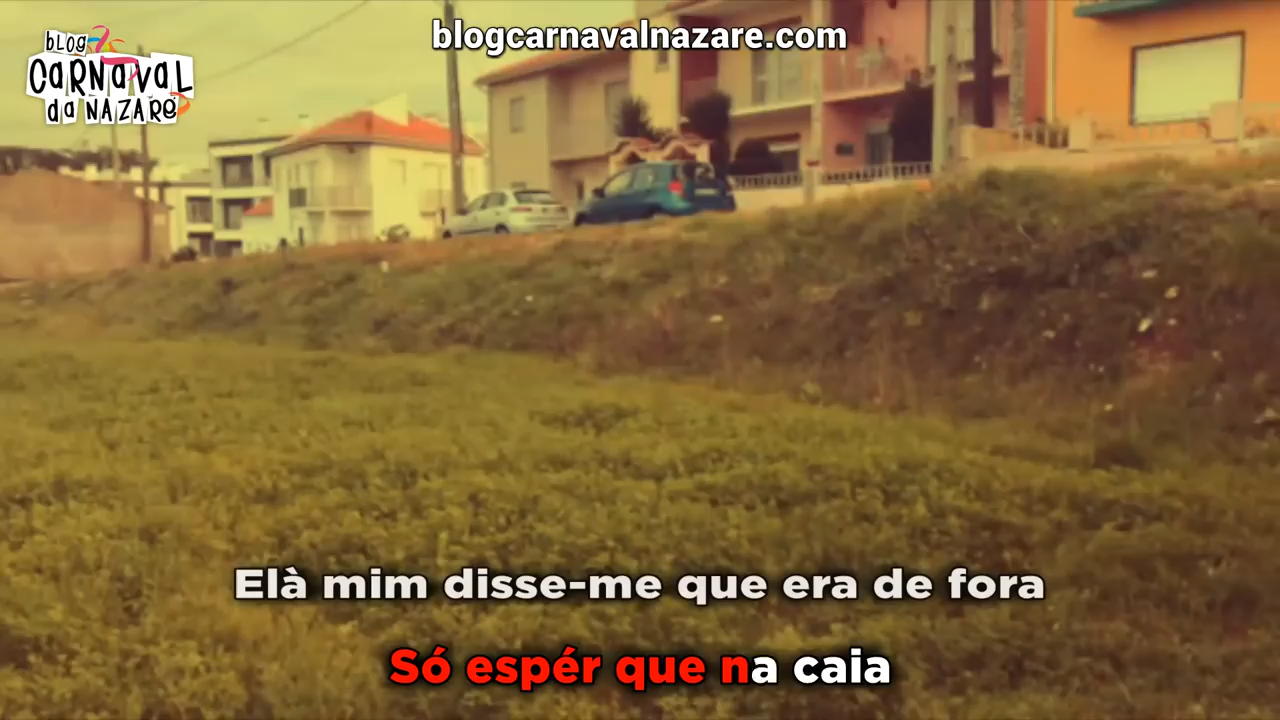 blogcarnavalnazare.com
BLOG
CARNAVAL
da NAZARÉ
Elà mim disse-me que era de fora
Só espér que na caia